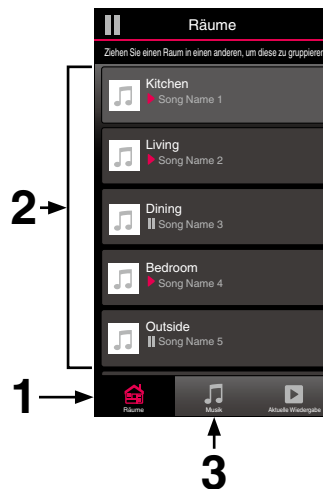 Räume
Ziehen Sie einen Raum in einen anderen, um diese zu gruppieren
Kitchen
Song Name 1
Living
Song Name 2
2
Dining
Song Name 3
Bedroom
Song Name 4
Outside
Song Name 5
1
Räume
Musik
Aktuelle Wiedergabe
3